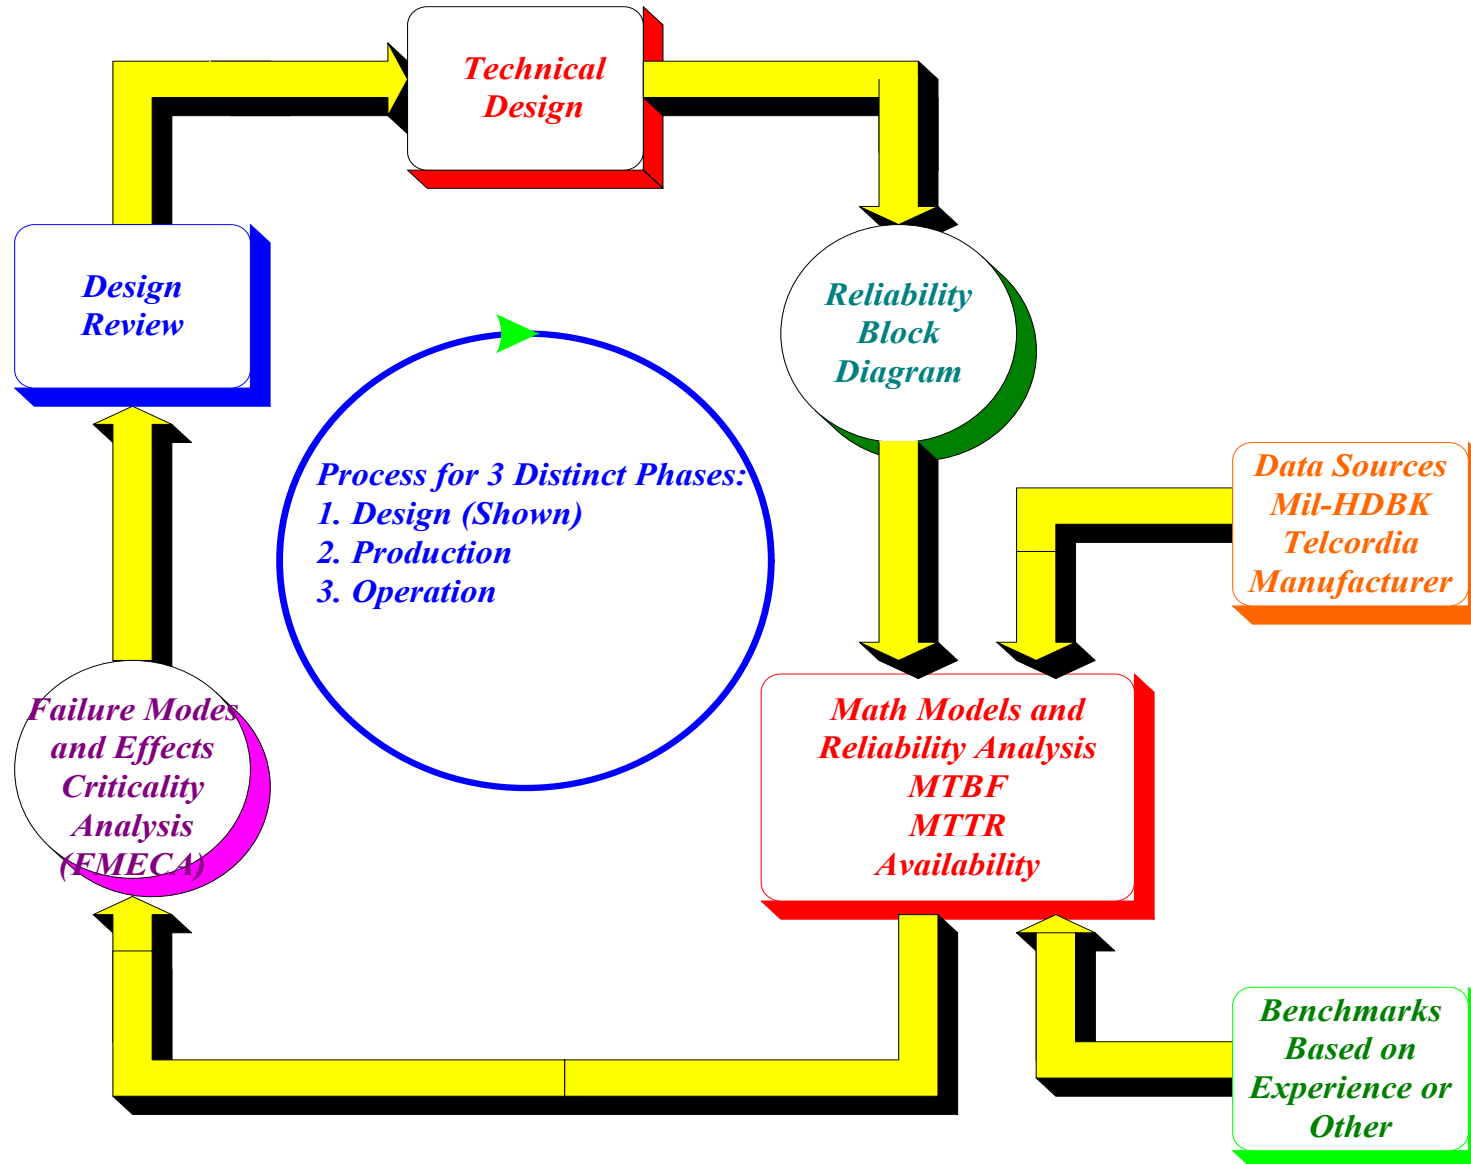 Technical
Design
Design
Review
Reliability
Block
Diagram
Process for 3 Distinct Phases:
1. Design (Shown)
2. Production
3. Operation
Data Sources
Mil-HDBK
Telcordia
Manufacturer
Failure Modes
and Effects
Criticality
Analysis
(FMECA)
Math Models and
Reliability Analysis
MTBF
MTTR
Availability
Benchmarks
Based on
Experience or
Other